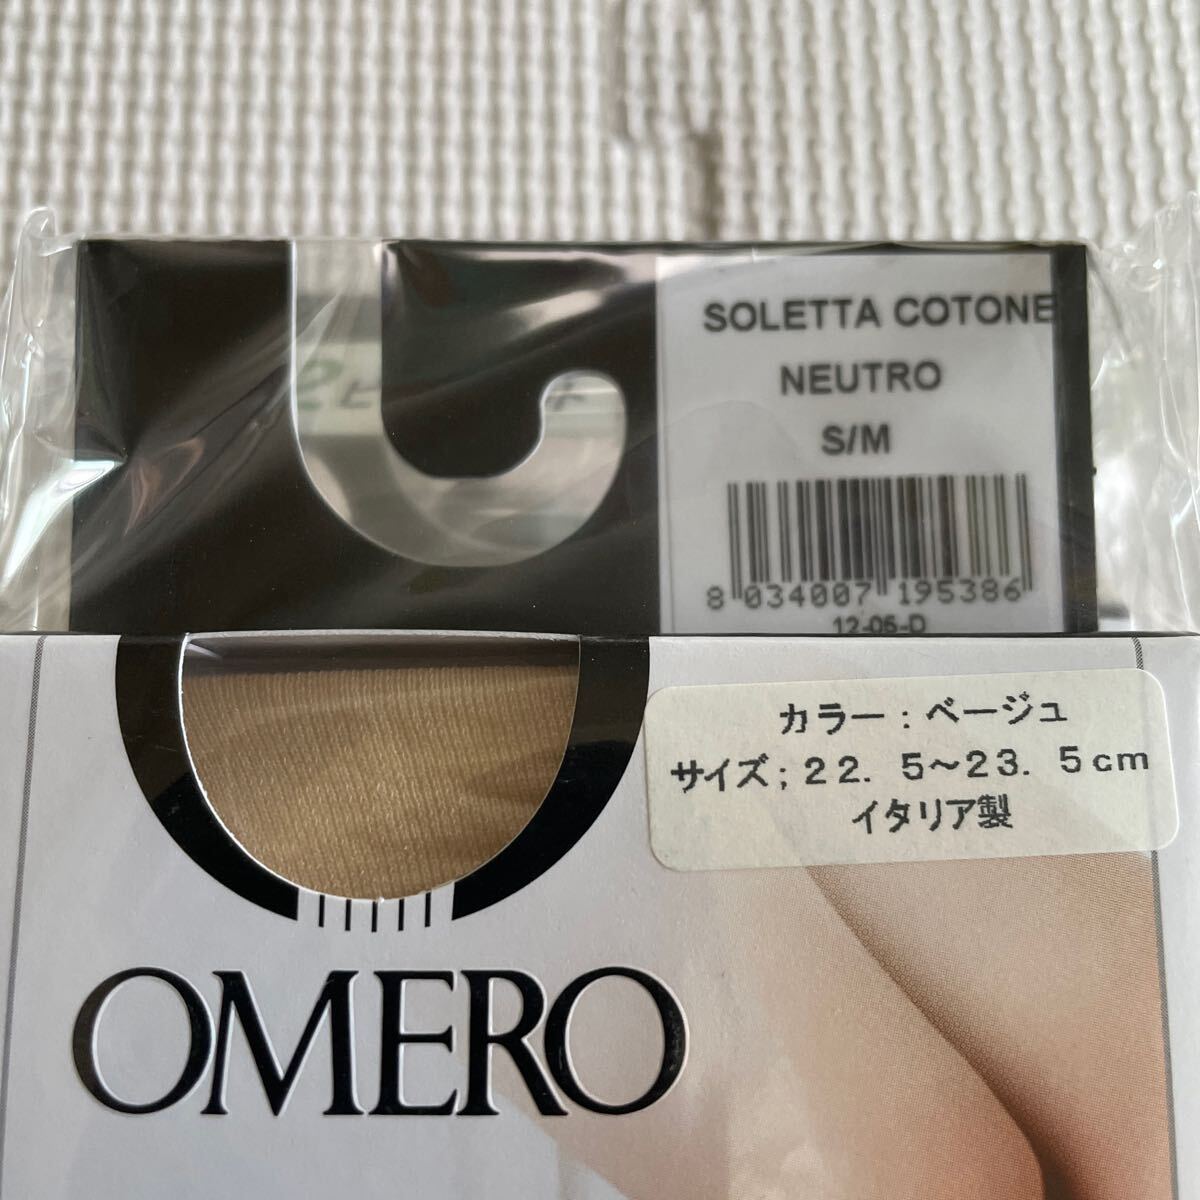 SOLETTA COTONE
NEUTRO
S/M
8 034007 195386
12-05-D
カラー：ベージュ
サイズ；22．5～23．5cm
イタリア製
OMERO